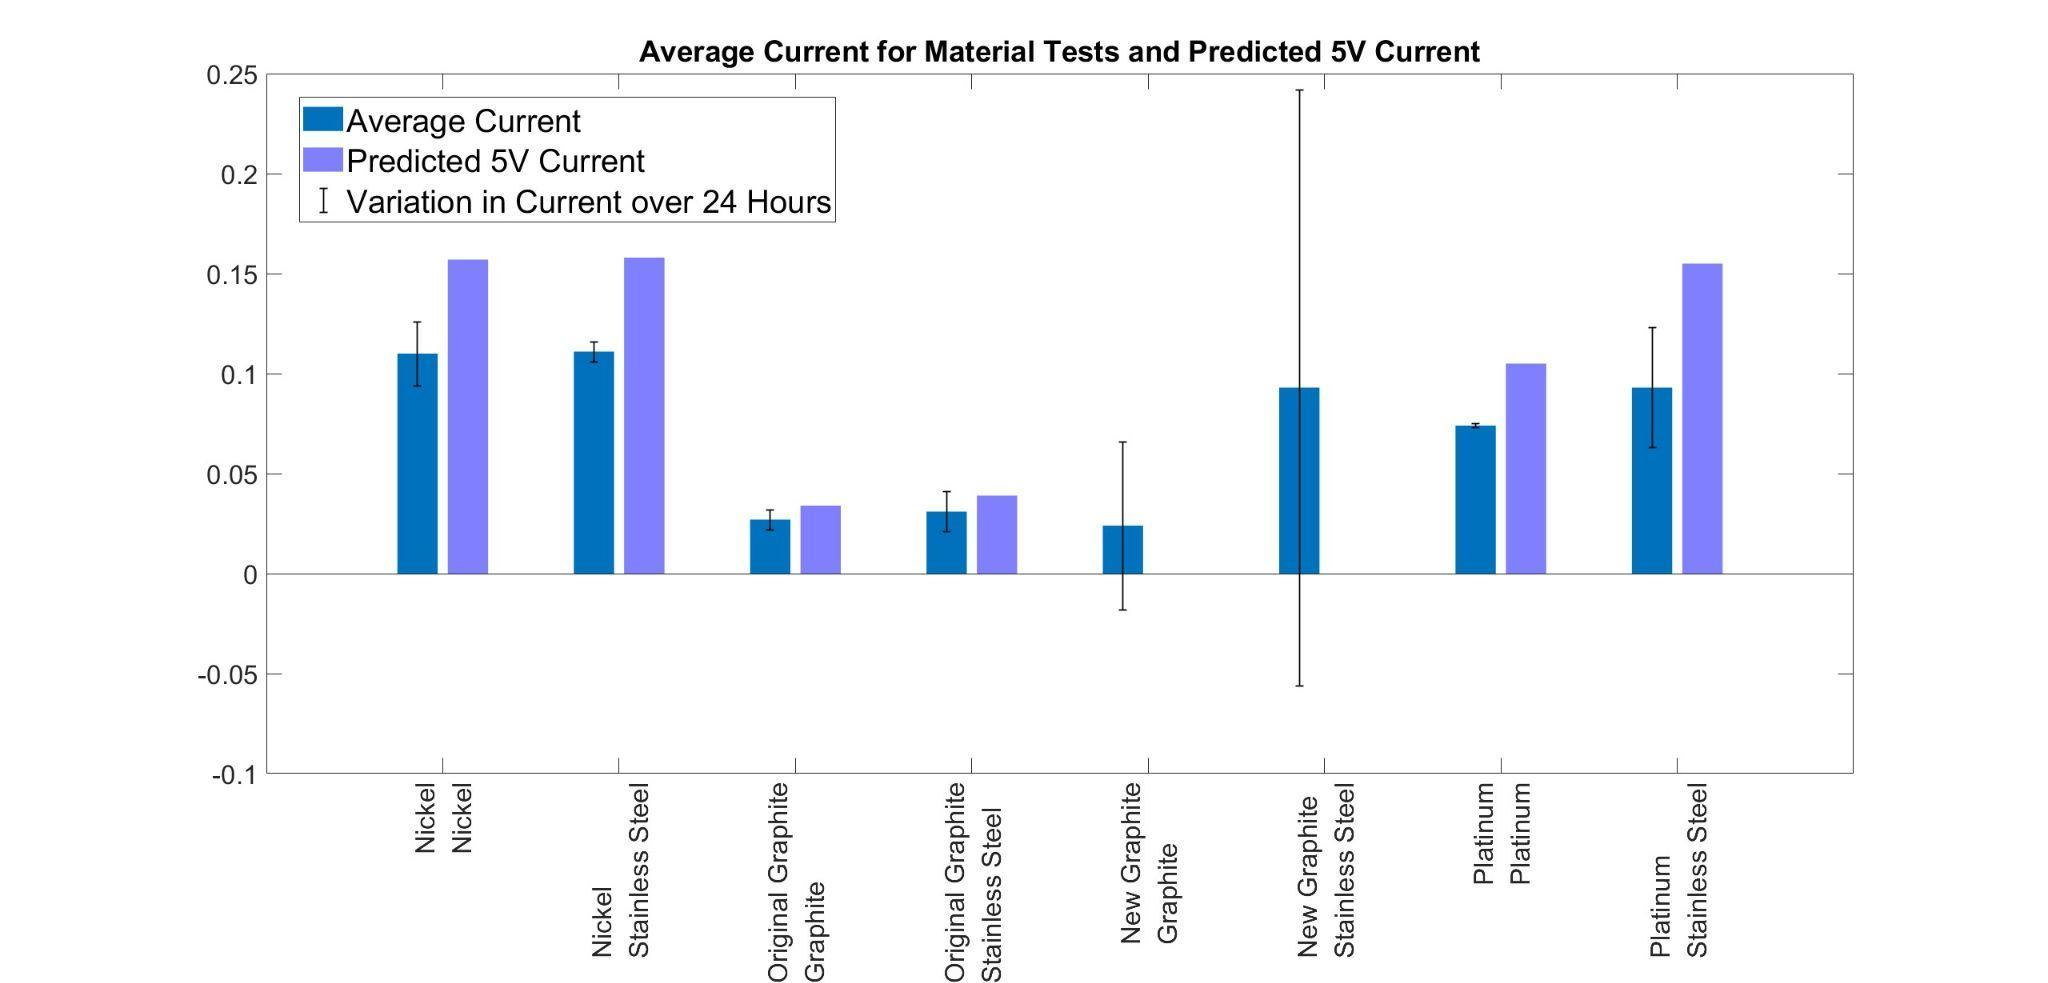 Average Current for Material Tests and Predicted 5V Current
0.25
0.2
0.15
0.1
0.05
0
-0.05
-0.1
Average Current
Predicted 5V Current
Variation in Current over 24 Hours
Nickel
Nickel
Nickel
Stainless Steel
Original Graphite
Graphite
Original Graphite
Stainless Steel
New Graphite
Graphite
New Graphite
Stainless Steel
Platinum
Platinum
Platinum
Stainless Steel